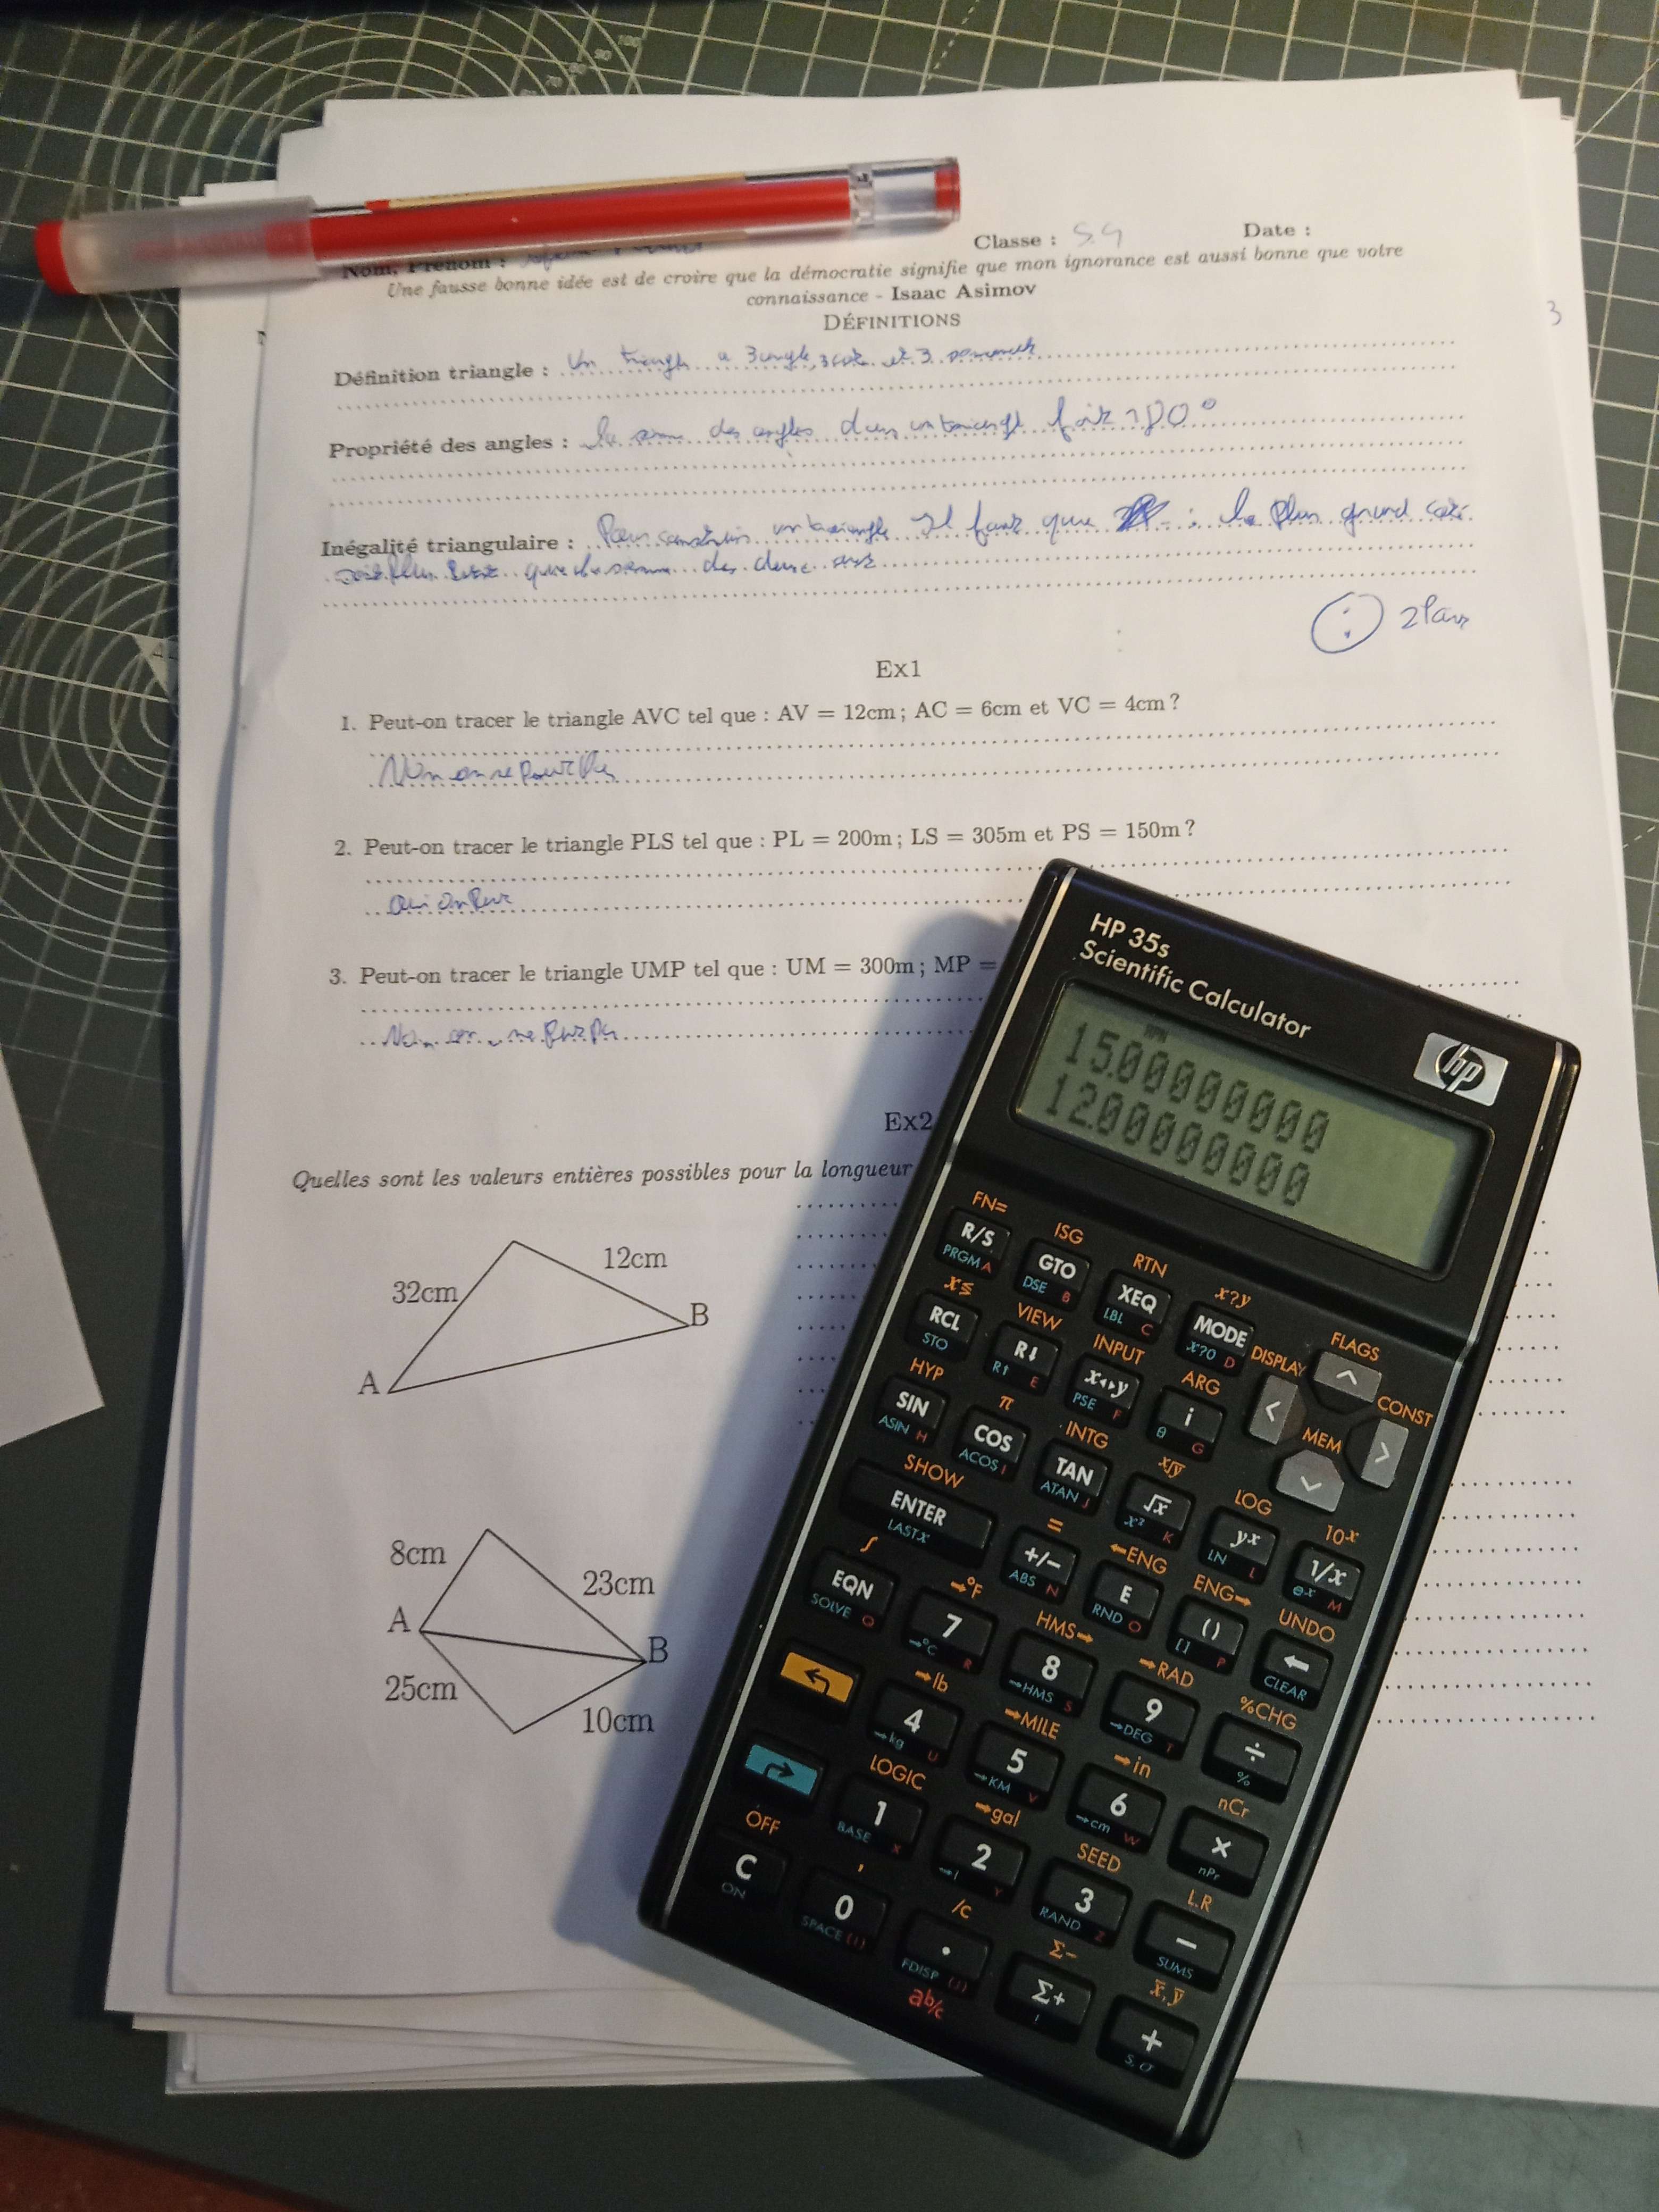 Nom, Prénom :
Classe : 5.4
Date :
Une fausse bonne idée est de croire que la démocratie signifie que mon ignorance est aussi bonne que votre
connaissance - Isaac Asimov
DÉFINITIONS
3
Définition triangle : Un triangle a 3 angle, 3 coté et 3 sommets
Propriété des angles : des angles dans un triangle fait 180°
Inégalité triangulaire : Pour construire un triangle Il faut que : le plus grand coté
soit plus que la somme des deux
Ex1
1. Peut-on tracer le triangle AVC tel que : AV = 12cm ; AC = 6cm et VC = 4cm ?
Non on ne peut pas
2. Peut-on tracer le triangle PLS tel que : PL = 200m ; LS = 305m et PS = 150m ?
oui on peut
3. Peut-on tracer le triangle UMP tel que : UM = 300m ; MP =
Non on ne peut pas
Ex2
Quelles sont les valeurs entières possibles pour la longueur
32cm
12cm
A
B
8cm
23cm
A
B
25cm
10cm
HP 35s
Scientific Calculator
hp
RPN
15.00000000
12.00000000
FN= ISG RTN x?y
R/S GTO XEQ MODE
PRGM A DSE B LBL C x?0 D
x≶ VIEW INPUT ARG DISPLAY FLAGS MEM CONST
RCL R↓ x↔y i < ^ v >
STO R↑ E PSE F θ G
HYP π INTG x√y LOG 10x
SIN COS TAN √x yx 1/x
ASIN H ACOS I ATAN J x² K LN L ex M
SHOW = ←ENG ENG→ UNDO
ENTER +/- E () ←
LASTx ABS N RND O [] P CLEAR
∫ →°F HMS→ →RAD %CHG
EQN 7 8 9 ÷
SOLVE Q →°C R →HMS S →DEG T %
→lb →MILE →in nCr
4 5 6 ×
→kg U →KM V →cm W nPr
LOGIC →gal SEED L.R
1 2 3 −
BASE X →l Y RAND Z SUMS
OFF , /c Σ− x̄,ȳ
C 0 . Σ+ +
ON SPACE (I) FDISP (J) ! S,σ
ab/c